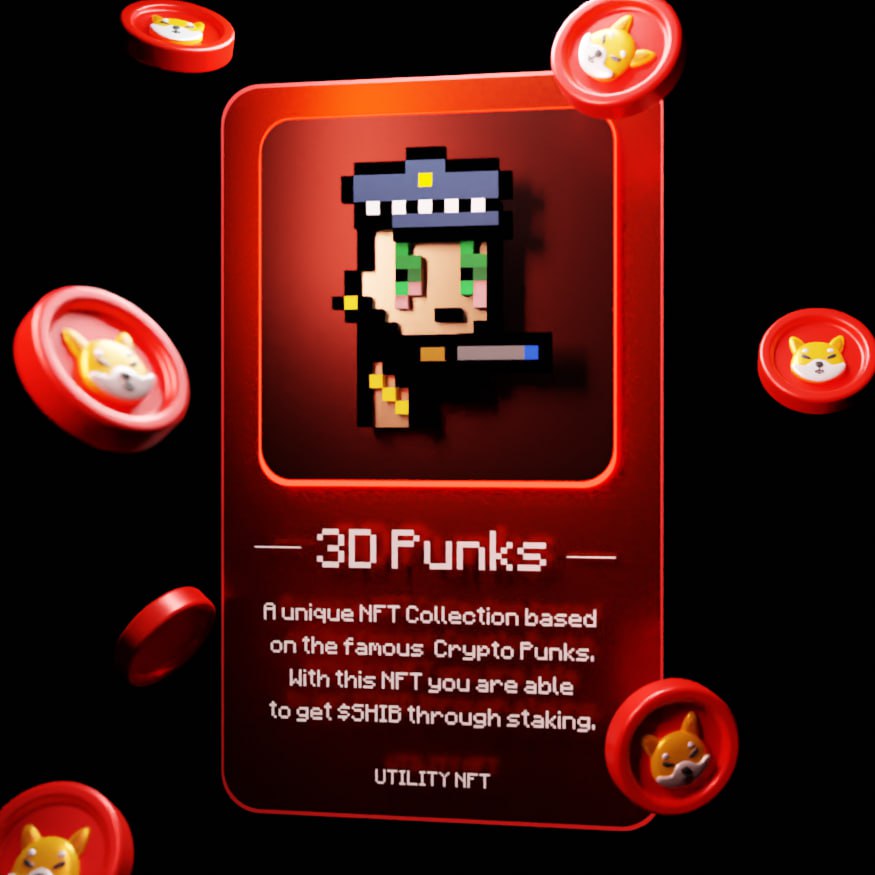 3D Punks
A unique NFT Collection based
on the famous Crypto Punks.
With this NFT you are able
to get $SHIB through staking.
UTILITY NFT